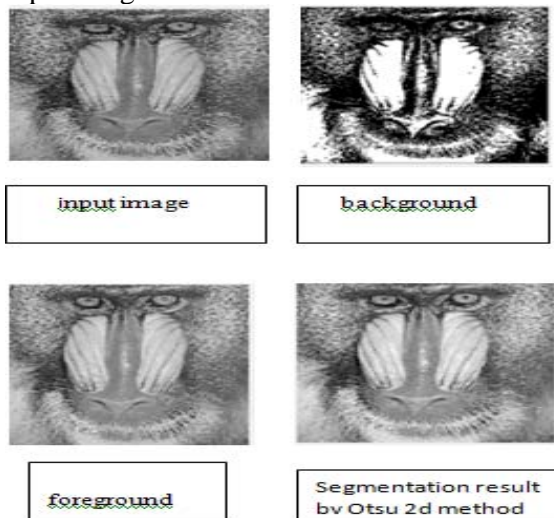 input image
background
foreground
Segmentation result
by Otsu 2d method